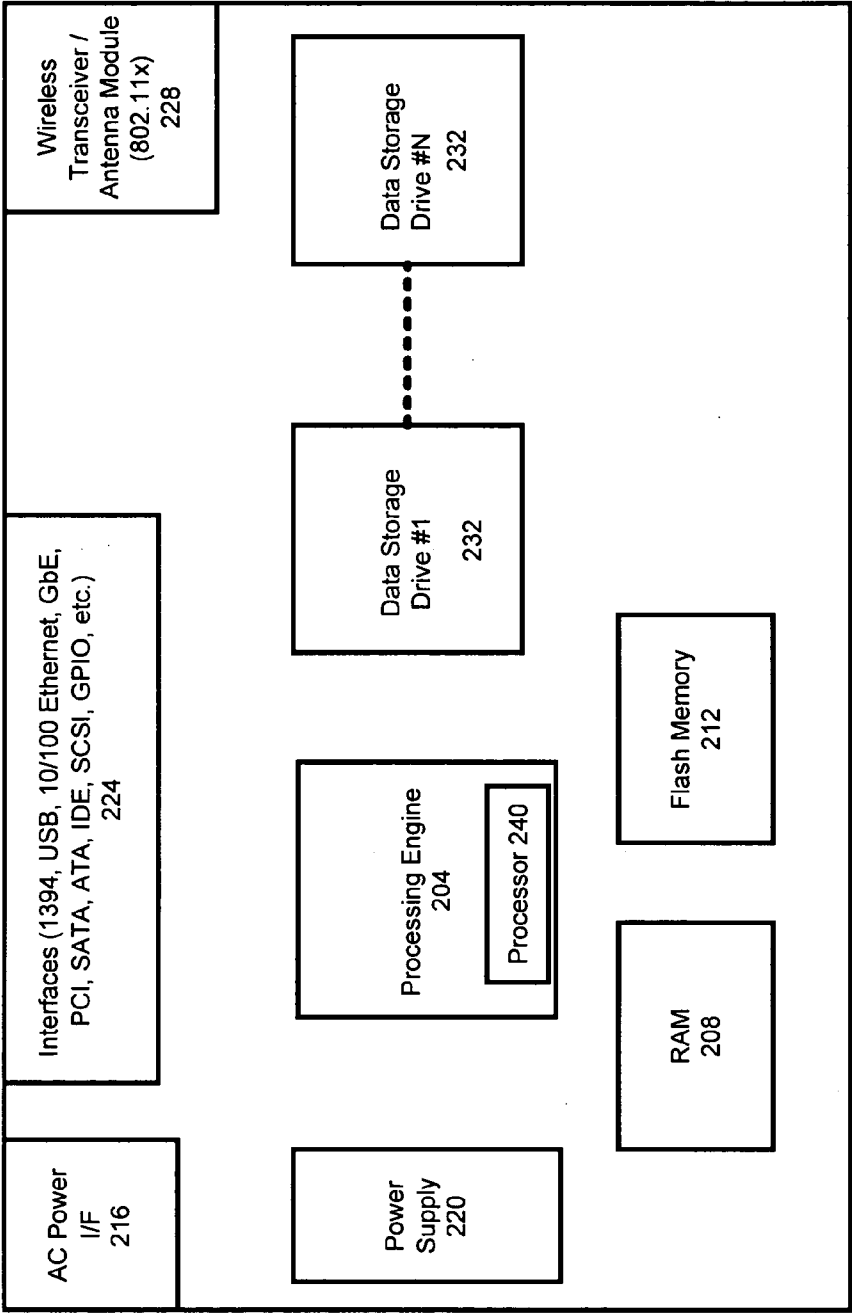 AC Power
I/F
216
Interfaces (1394, USB, 10/100 Ethernet, GbE,
PCI, SATA, ATA, IDE, SCSI, GPIO, etc.)
224
Wireless
Transceiver /
Antenna Module
(802.11x)
228
Power
Supply
220
Processing Engine
204
Processor 240
Data Storage
Drive #1
232
Data Storage
Drive #N
232
RAM
208
Flash Memory
212